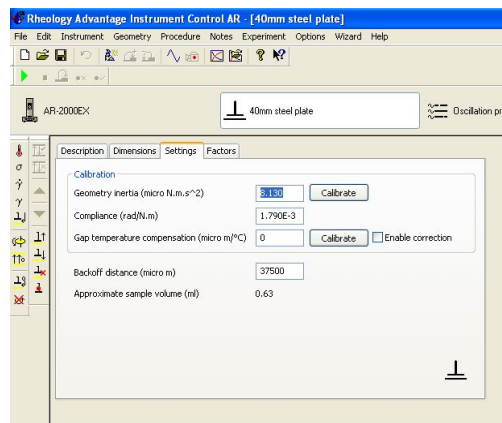 Rheology Advantage Instrument Control AR - [40mm steel plate]
File Edit Instrument Geometry Procedure Notes Experiment Options Wizard Help
AR-2000EX
40mm steel plate
Oscillation pr
Description Dimensions Settings Factors
Calibration
Geometry inertia (micro N.m.s^2) 8.130 Calibrate
Compliance (rad/N.m) 1.790E-3
Gap temperature compensation (micro m/°C) 0 Calibrate Enable correction
Backoff distance (micro m) 37500
Approximate sample volume (ml) 0.63